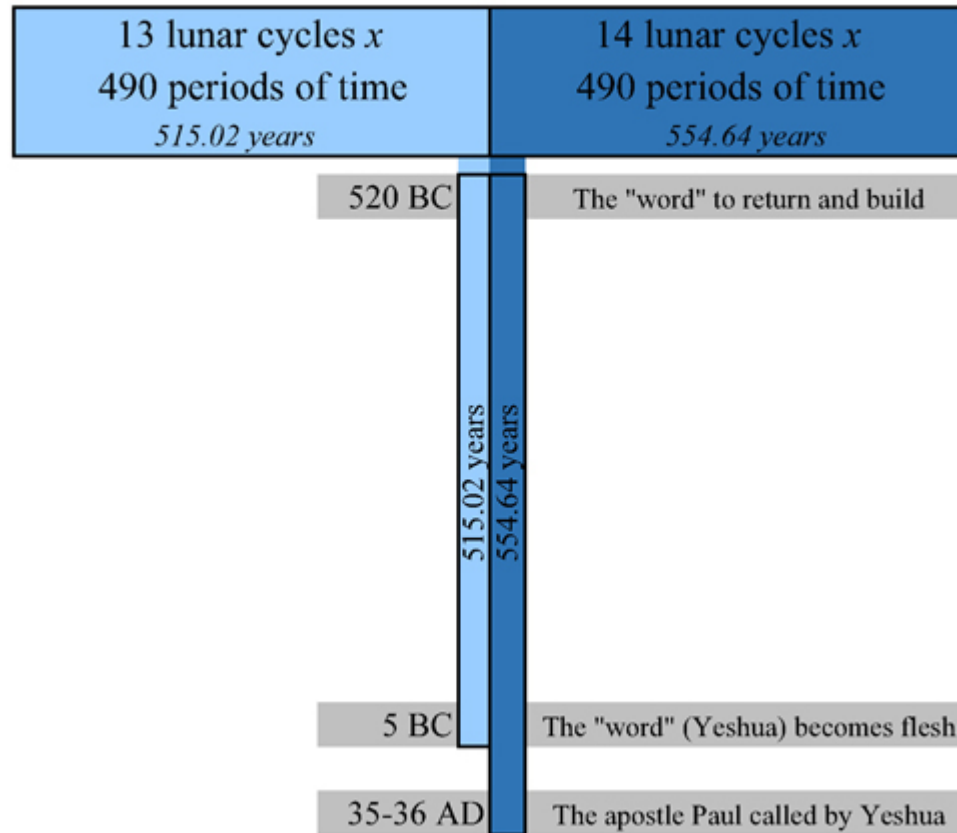 13 lunar cycles x
490 periods of time
515.02 years
14 lunar cycles x
490 periods of time
554.64 years
520 BC
The "word" to return and build
515.02 years
554.64 years
5 BC
The "word" (Yeshua) becomes flesh
35-36 AD
The apostle Paul called by Yeshua